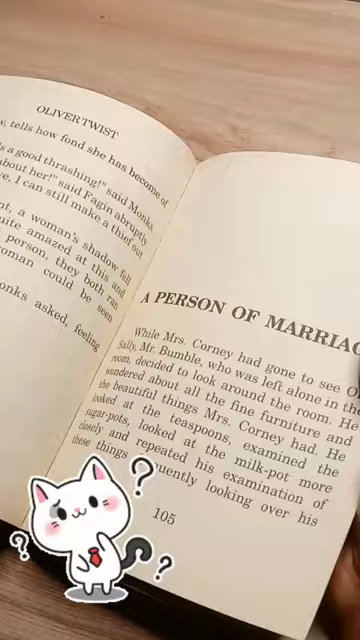 OLIVER TWIST
, tells how fond she has become of
s a good thrashing!" said Monks.
about her!" said Fagin abruptly
e, I can still make a thief out
nt, a woman's shadow fell
uite amazed at this and
person, they both ran
oman could be seen
onks asked, feeling
A PERSON OF MARRIAG
While Mrs. Corney had gone to see O
Sally, Mr. Bumble, who was left alone in the
room, decided to look around the room. He
wondered about all the fine furniture and
the beautiful things Mrs. Corney had. He
looked at the teaspoons, examined the
sugar-pots, looked at the milk-pot more
closely and repeated his examination of
these things quently looking over his
105
? ? ?